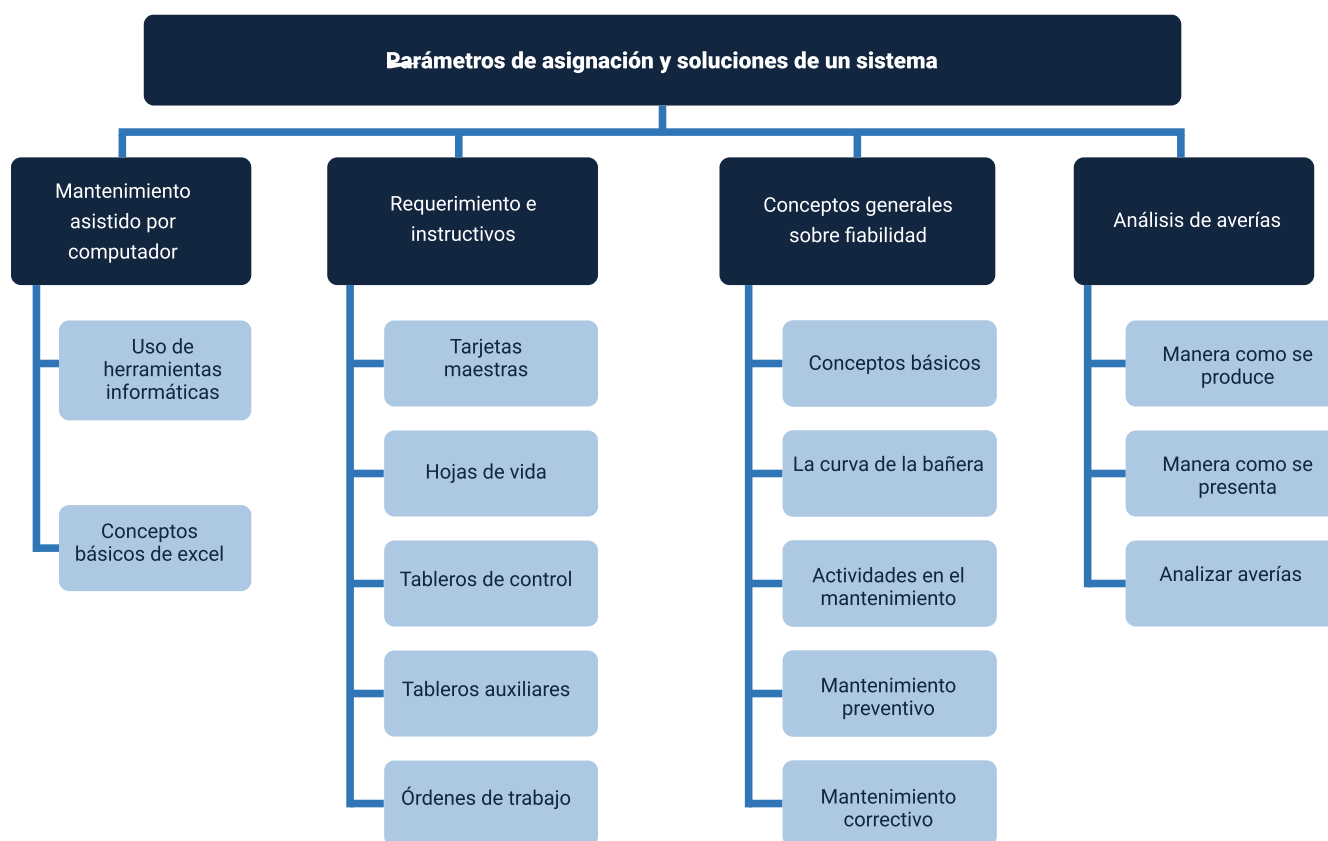 Parámetros de asignación y soluciones de un sistema
Mantenimiento
asistido por
computador
Uso de
herramientas
informáticas
Conceptos
básicos de excel
Requerimiento e
instructivos
Tarjetas
maestras
Hojas de vida
Tableros de control
Tableros auxiliares
Órdenes de trabajo
Conceptos generales
sobre fiabilidad
Conceptos básicos
La curva de la bañera
Actividades en el
mantenimiento
Mantenimiento
preventivo
Mantenimiento
correctivo
Análisis de averías
Manera como se
produce
Manera como se
presenta
Analizar averías